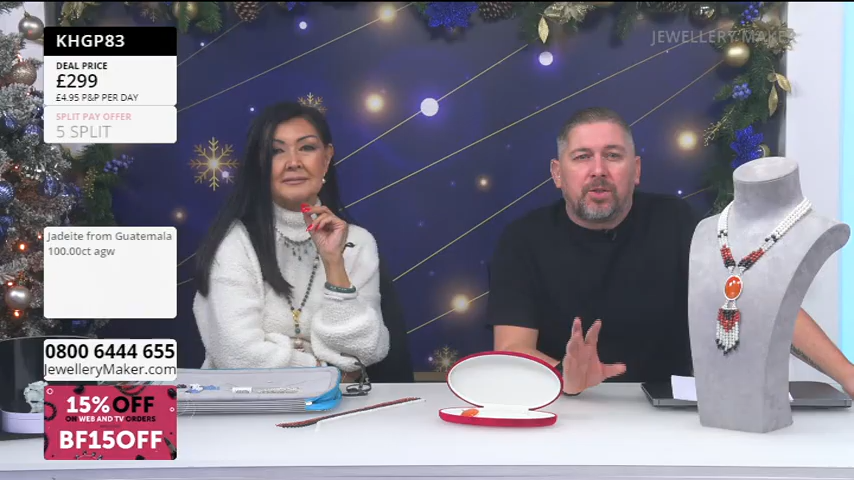 KHGP83
DEAL PRICE
£299
£4.95 P&P PER DAY
SPLIT PAY OFFER
5 SPLIT
Jadeite from Guatemala
100.00ct agw
0800 6444 655
JewelleryMaker.com
15% OFF
ON WEB AND TV ORDERS
BF15OFF
JEWELLERY MAKER